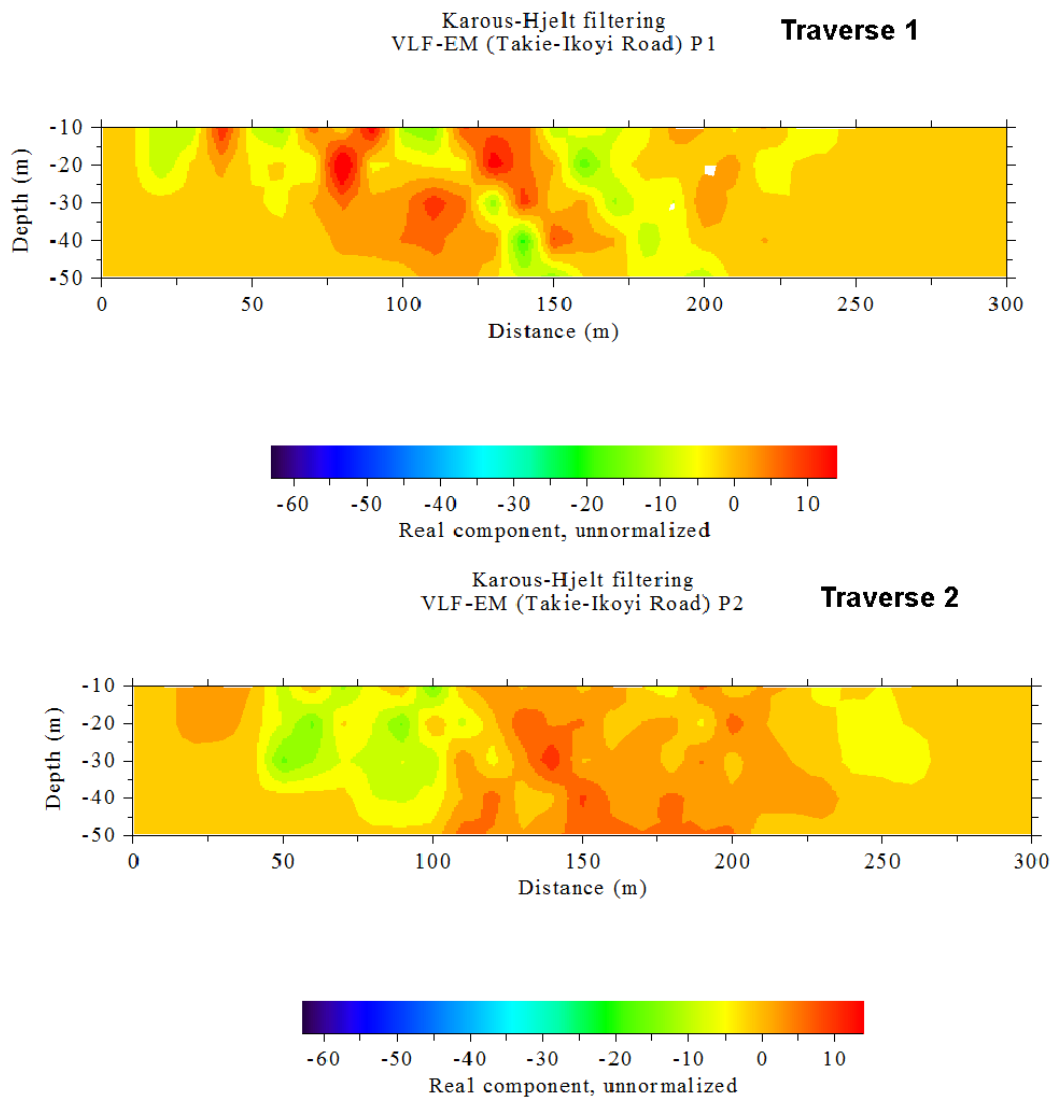 Karous-Hjelt filtering
VLF-EM (Takie-Ikoyi Road) P1
Traverse 1
-10
-20
-30
-40
-50
Depth (m)
0 50 100 150 200 250 300
Distance (m)
-60 -50 -40 -30 -20 -10 0 10
Real component, unnormalized
Karous-Hjelt filtering
VLF-EM (Takie-Ikoyi Road) P2
Traverse 2
-10
-20
-30
-40
-50
Depth (m)
0 50 100 150 200 250 300
Distance (m)
-60 -50 -40 -30 -20 -10 0 10
Real component, unnormalized